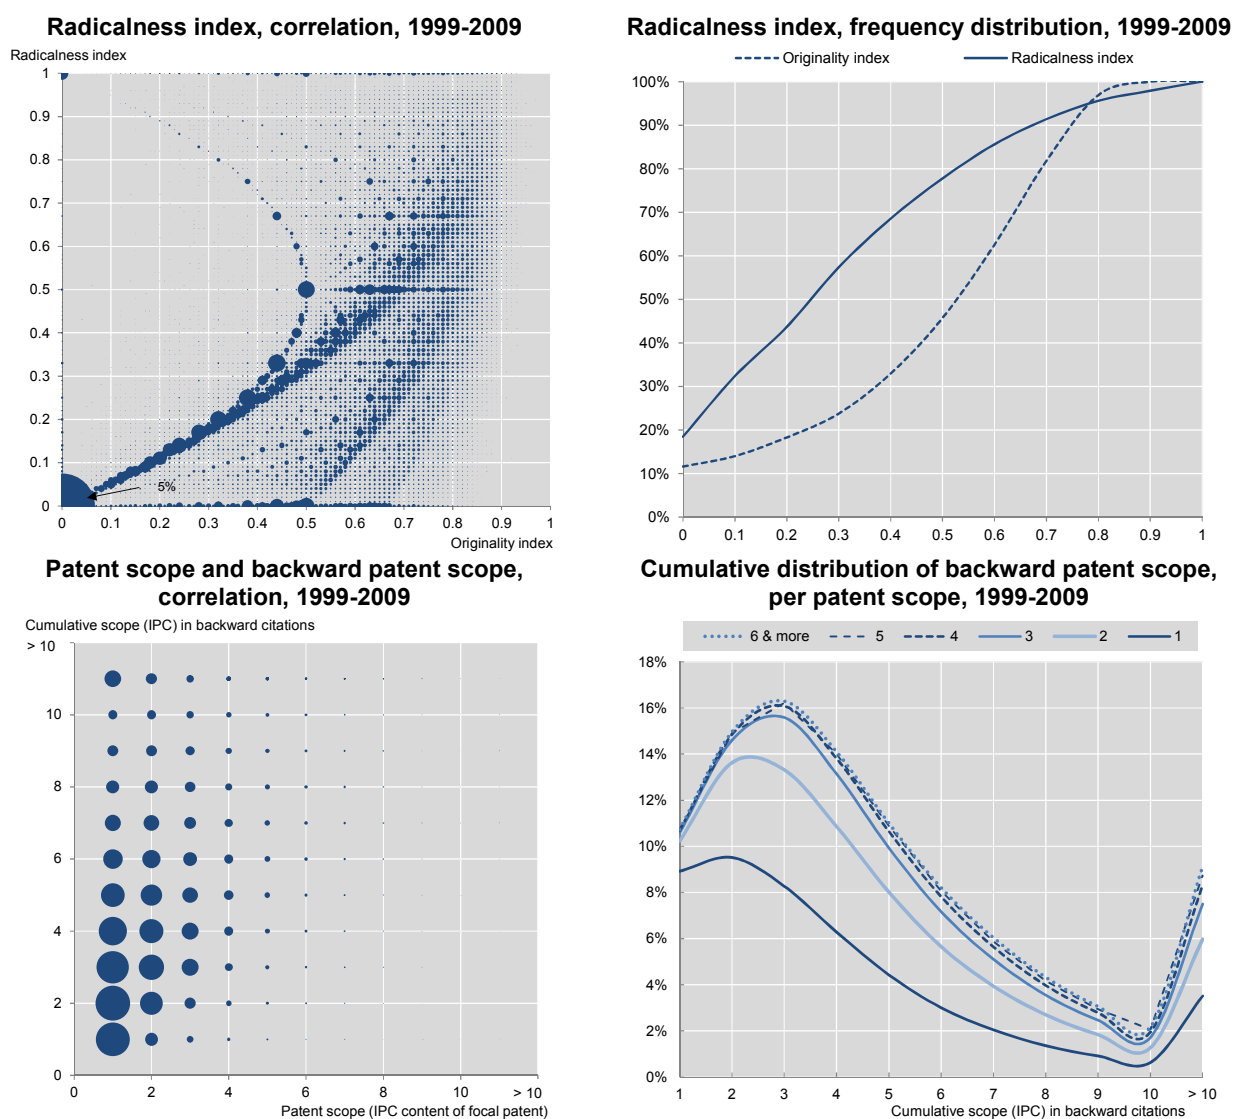 Radicalness index, correlation, 1999-2009
Radicalness index
1
0.9
0.8
0.7
0.6
0.5
0.4
0.3
0.2
0.1
0
5%
0 0.1 0.2 0.3 0.4 0.5 0.6 0.7 0.8 0.9 1
Originality index
Radicalness index, frequency distribution, 1999-2009
Originality index Radicalness index
100%
90%
80%
70%
60%
50%
40%
30%
20%
10%
0%
0 0.1 0.2 0.3 0.4 0.5 0.6 0.7 0.8 0.9 1
Patent scope and backward patent scope,
correlation, 1999-2009
Cumulative scope (IPC) in backward citations
> 10
10
8
6
4
2
0
0 2 4 6 8 10 > 10
Patent scope (IPC content of focal patent)
Cumulative distribution of backward patent scope,
per patent scope, 1999-2009
6 & more 5 4 3 2 1
18%
16%
14%
12%
10%
8%
6%
4%
2%
0%
1 2 3 4 5 6 7 8 9 10 > 10
Cumulative scope (IPC) in backward citations